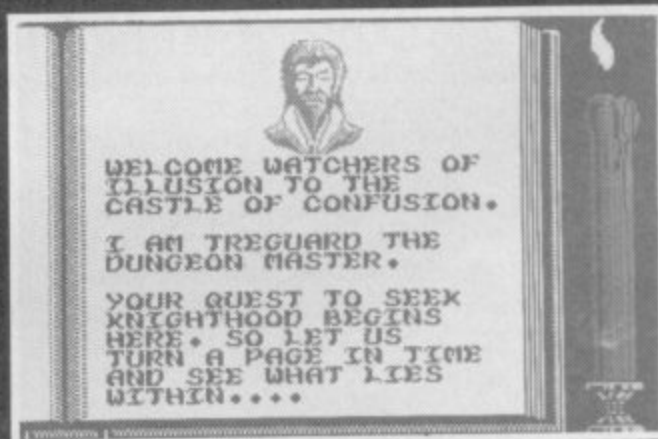 WELCOME WATCHERS OF
ILLUSION TO THE
CASTLE OF CONFUSION.
I AM TREGUARD THE
DUNGEON MASTER.
YOUR QUEST TO SEEK
KNIGHTHOOD BEGINS
HERE. SO LET US
TURN A PAGE IN TIME
AND SEE WHAT LIES
WITHIN....